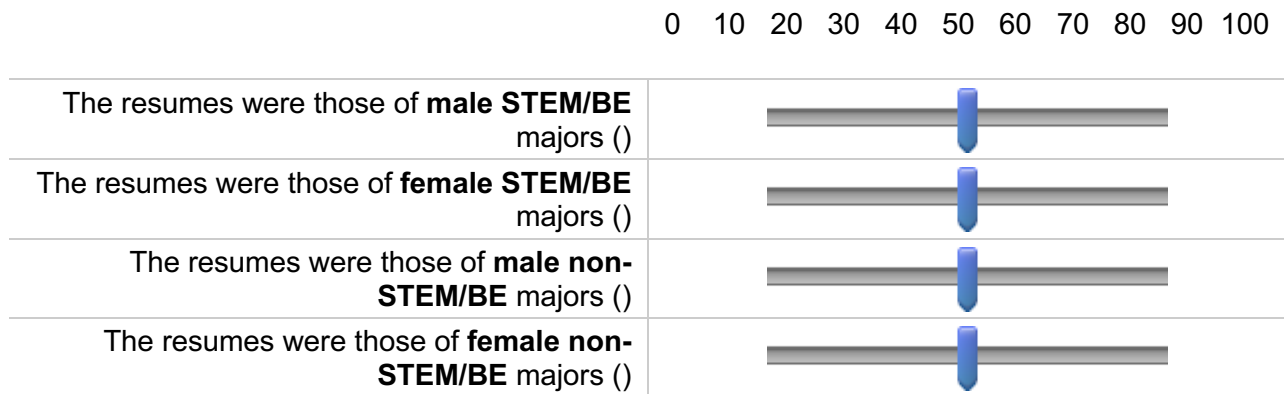 0 10 20 30 40 50 60 70 80 90 100
The resumes were those of male STEM/BE
majors ()
The resumes were those of female STEM/BE
majors ()
The resumes were those of male non-
STEM/BE majors ()
The resumes were those of female non-
STEM/BE majors ()